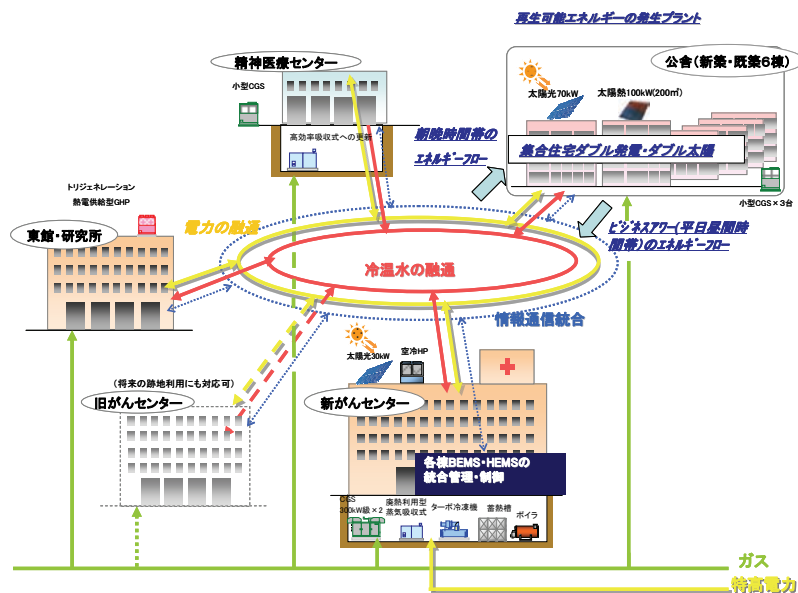 再生可能エネルギーの発生プラント
精神医療センター
公舎(新築・既築6棟)
小型CGS
太陽光70kW
太陽熱100kW(200㎡)
高効率吸収式への更新
朝晩時間帯の
エネルギーフロー
集合住宅ダブル発電・ダブル太陽
小型CGS×3台
トリジェネレーション
熱電供給型GHP
東館・研究所
電力の融通
ビジネスアワー(平日昼間時
間帯)のエネルギーフロー
冷温水の融通
情報通信統合
太陽光30kW
空冷HP
(将来の跡地利用にも対応可)
旧がんセンター
新がんセンター
各棟BEMS・HEMSの
統合管理・制御
CGS
300kW級×2
廃熱利用型
蒸気吸収式
ターボ冷凍機
蓄熱槽
ボイラ
ガス
特高電力